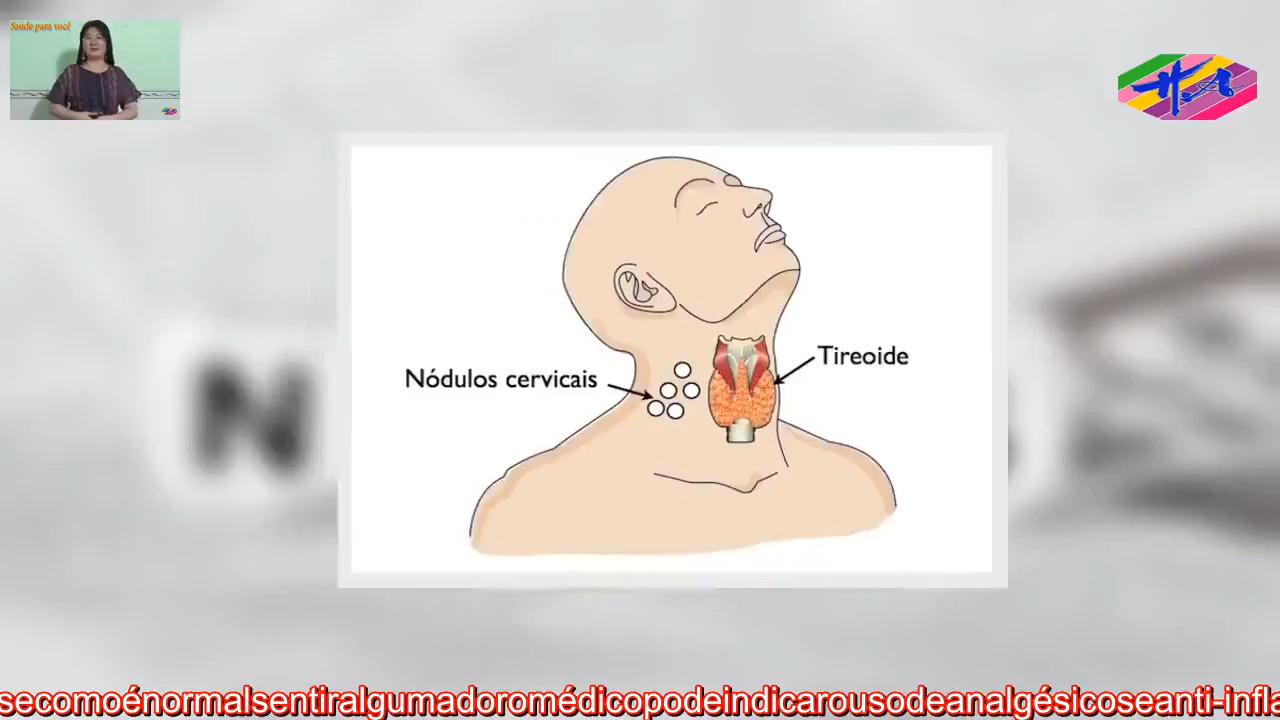 Saúde para você
H.A
Tireoide
Nódulos cervicais
N
secomoénormalsentiralgumadoromédicopodeindicarousodeanalgésicoseanti-infla